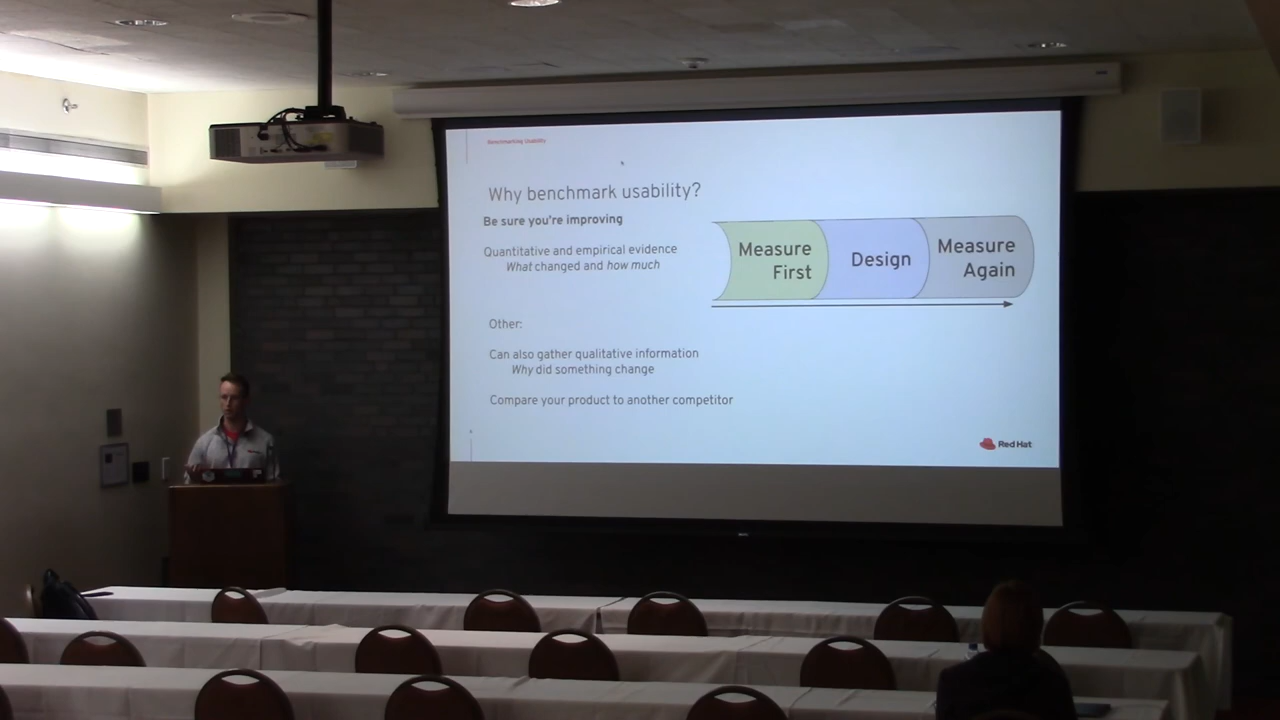 Benchmarking Usability
Why benchmark usability?
Be sure you're improving
Quantitative and empirical evidence
What changed and how much
Measure
First
Design
Measure
Again
Other:
Can also gather qualitative information
Why did something change
Compare your product to another competitor
Red Hat